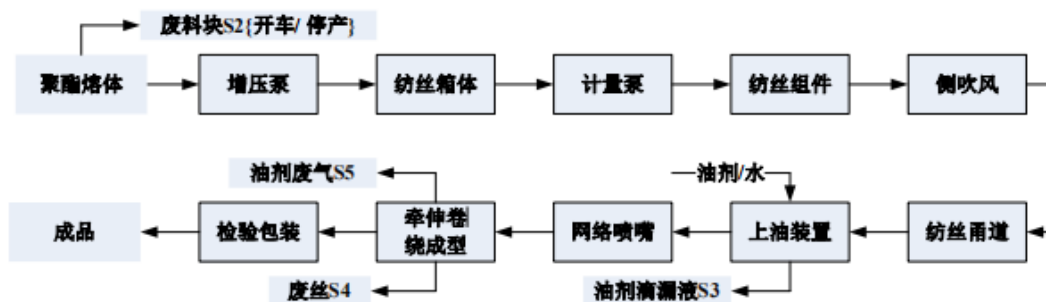 废料块S2{开车/ 停产}
聚酯熔体
增压泵
纺丝箱体
计量泵
纺丝组件
侧吹风
油剂废气S5
油剂/水
成品
检验包装
牵伸卷
绕成型
网络喷嘴
上油装置
纺丝甬道
废丝S4
油剂滴漏液S3